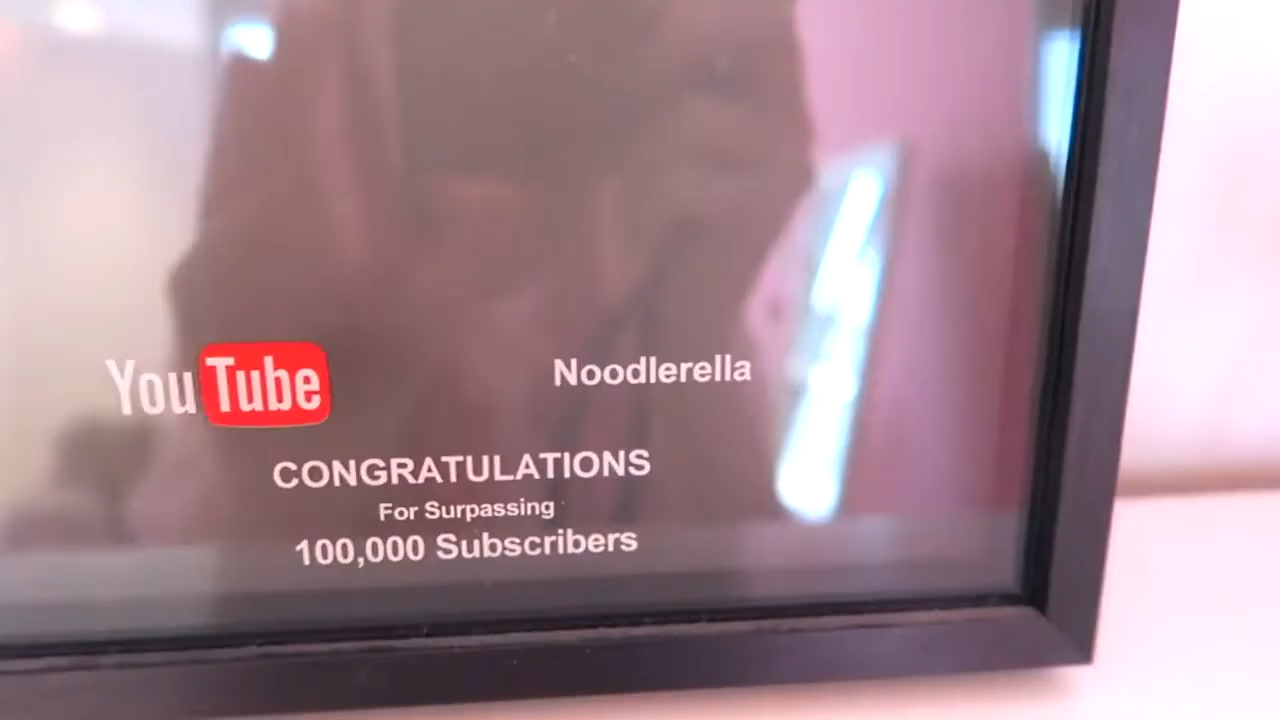 YouTube
Noodlerella
CONGRATULATIONS
For Surpassing
100,000 Subscribers